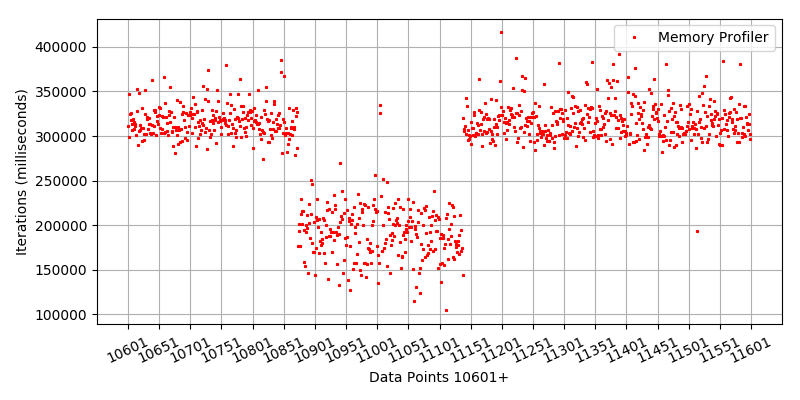 Memory Profiler
Iterations (milliseconds)
400000
350000
300000
250000
200000
150000
100000
10601 10651 10701 10751 10801 10851 10901 10951 11001 11051 11101 11151 11201 11251 11301 11351 11401 11451 11501 11551 11601
Data Points 10601+